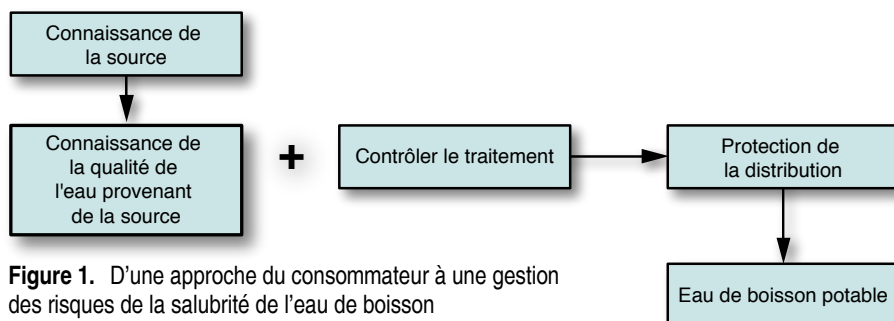 Connaissance de
la source
Connaissance de
la qualité de
l'eau provenant
de la source
+
Contrôler le traitement
Protection de
la distribution
Eau de boisson potable
Figure 1. D’une approche du consommateur à une gestion
des risques de la salubrité de l’eau de boisson